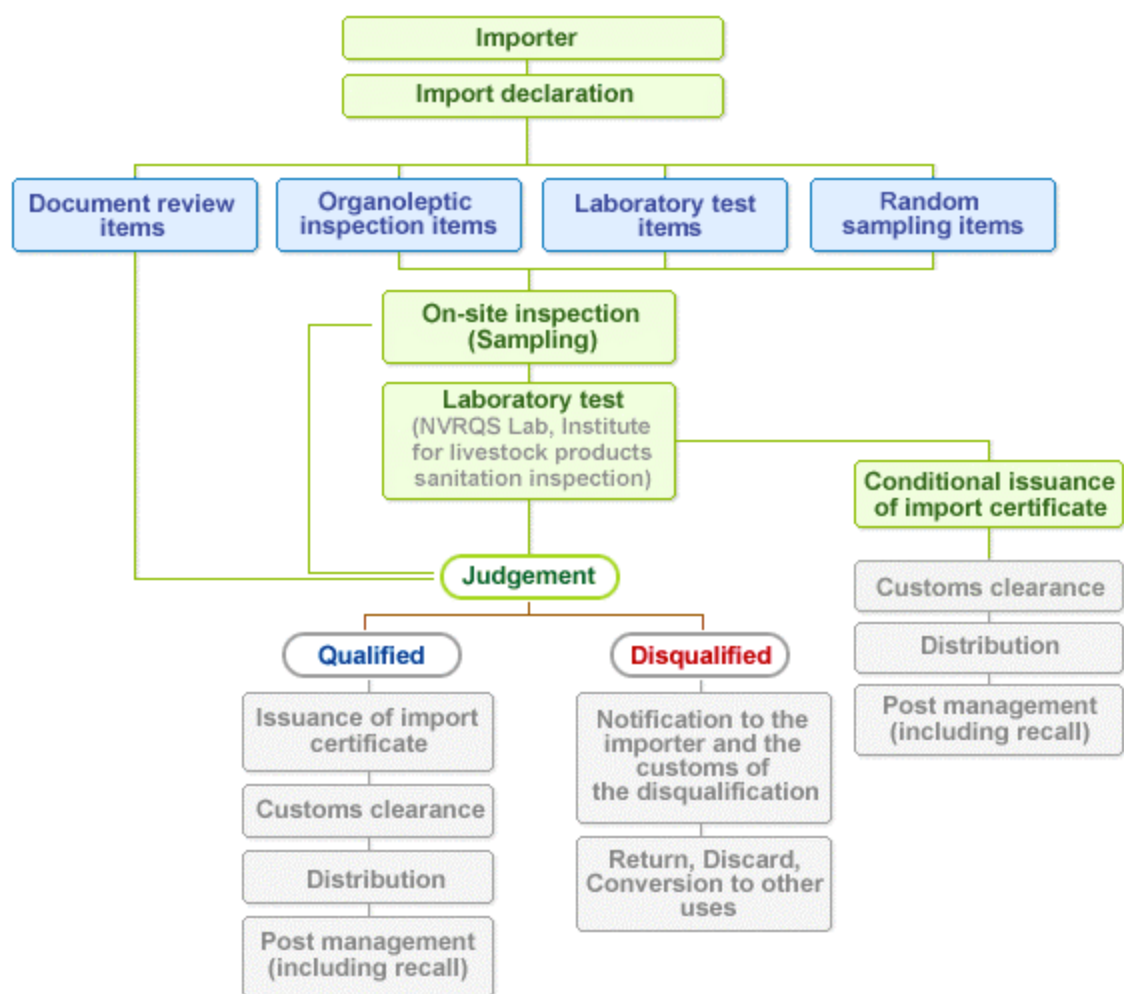 Importer
Import declaration
Document review
items
Organoleptic
inspection items
Laboratory test
items
Random
sampling items
On-site inspection
(Sampling)
Laboratory test
(NVRQS Lab, Institute
for livestock products
sanitation inspection)
Conditional issuance
of import certificate
Customs clearance
Distribution
Post management
(including recall)
Judgement
Qualified
Issuance of import
certificate
Customs clearance
Distribution
Post management
(including recall)
Disqualified
Notification to the
importer and the
customs of
the disqualification
Return, Discard,
Conversion to other
uses